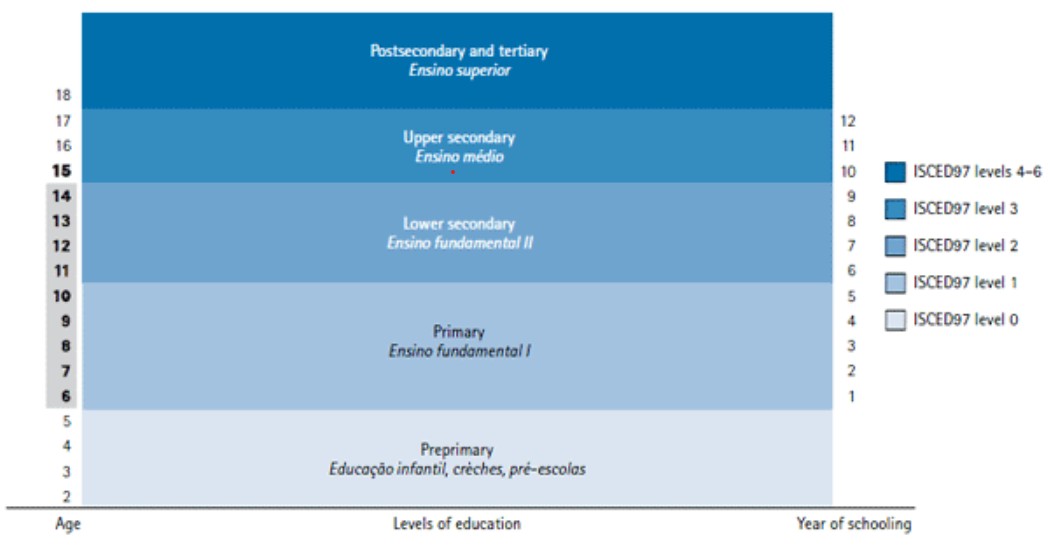 Postsecondary and tertiary
Ensino superior
18
17
12
Upper secondary
16
11
Ensino médio
15
10
ISCED97 levels 4–6
14
9
ISCED97 level 3
13
8
Lower secondary
Ensino fundamental II
12
7
ISCED97 level 2
11
6
ISCED97 level 1
10
5
9
4
ISCED97 level 0
Primary
Ensino fundamental I
8
3
7
2
6
1
5
4
Preprimary
Educação infantil, crèches, pré-escolas
3
2
Age
Levels of education
Year of schooling